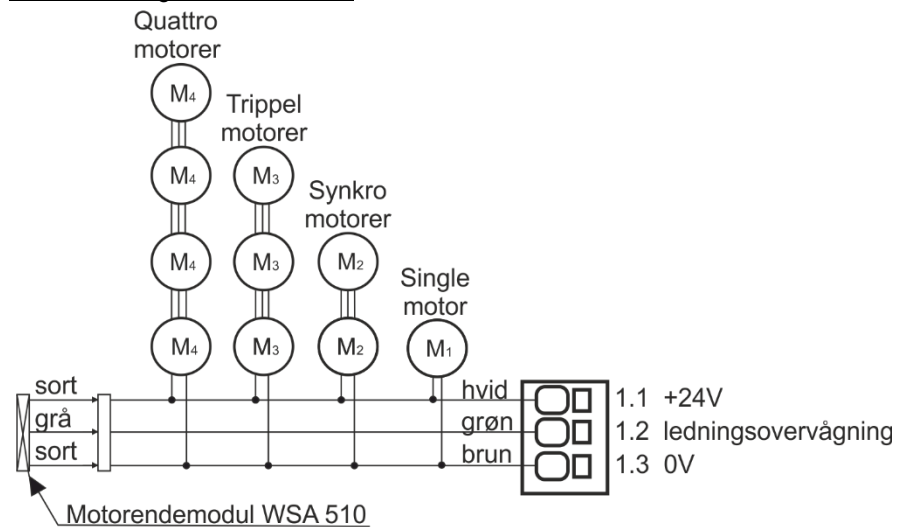 Quattro
motorer
M4
Trippel
motorer
M4
M3
Synkro
motorer
M4
M3
M2
Single
motor
M4
M3
M2
M1
sort
hvid
1.1 +24V
grå
grøn
1.2 ledningsovervågning
sort
brun
1.3 0V
Motorendemodul WSA 510